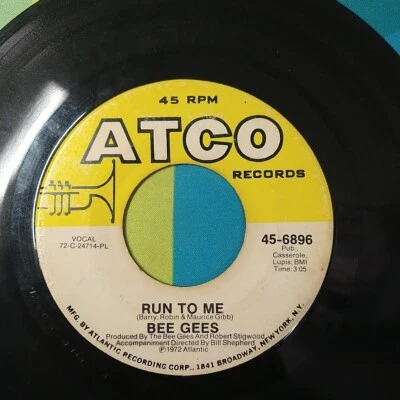 45 RPM
ATCO
RECORDS
VOCAL
72-C-24714-PL
45-6896
Pub.,
Casserole,
Lupis; BMI
Time: 3:05
RUN TO ME
(Barry, Robin & Maurice Gibb)
BEE GEES
Produced By The Bee Gees and Robert Stigwood
Accompaniment Directed By Bill Shepherd
℗1972 Atlantic
MFG. BY ATLANTIC RECORDING CORP., 1841 BROADWAY, NEW YORK, N.Y.